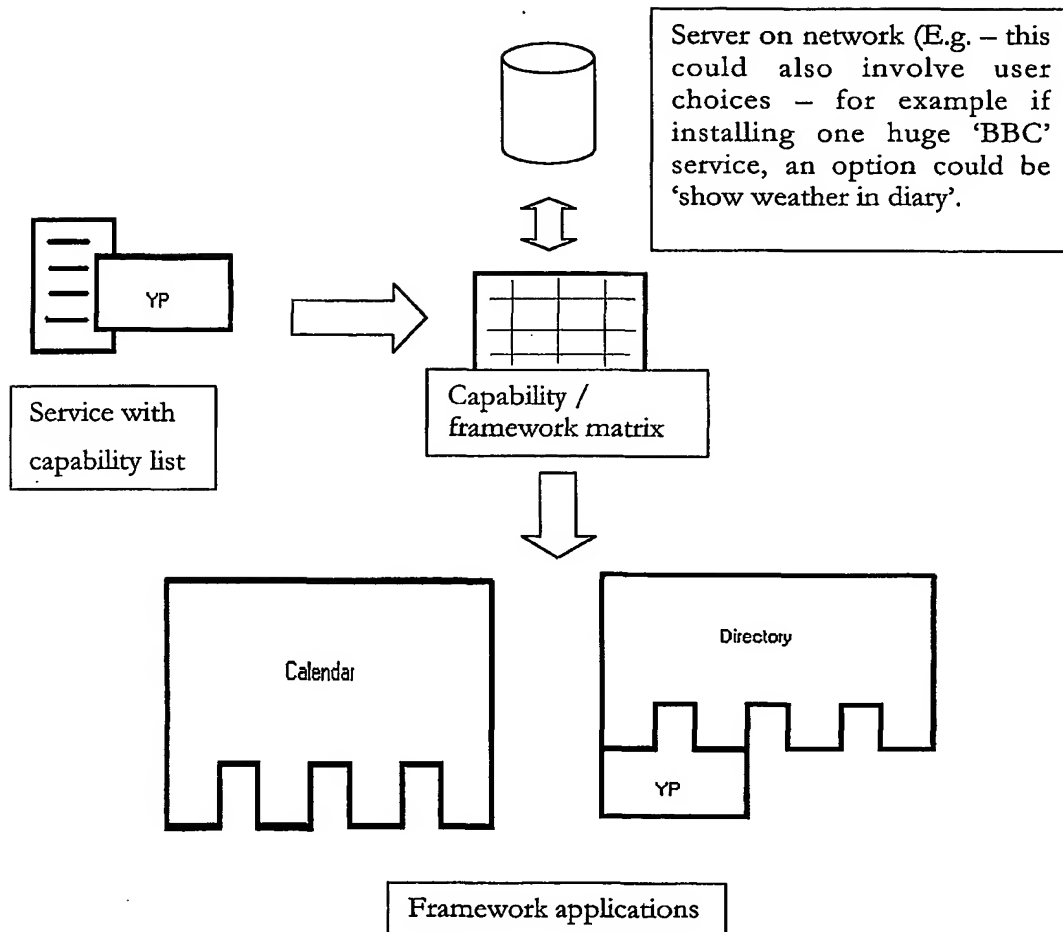 Server on network (E.g. – this
could also involve user
choices – for example if
installing one huge ‘BBC’
service, an option could be
‘show weather in diary’.
YP
Service with
capability list
Capability /
framework matrix
Calendar
Directory
YP
Framework applications